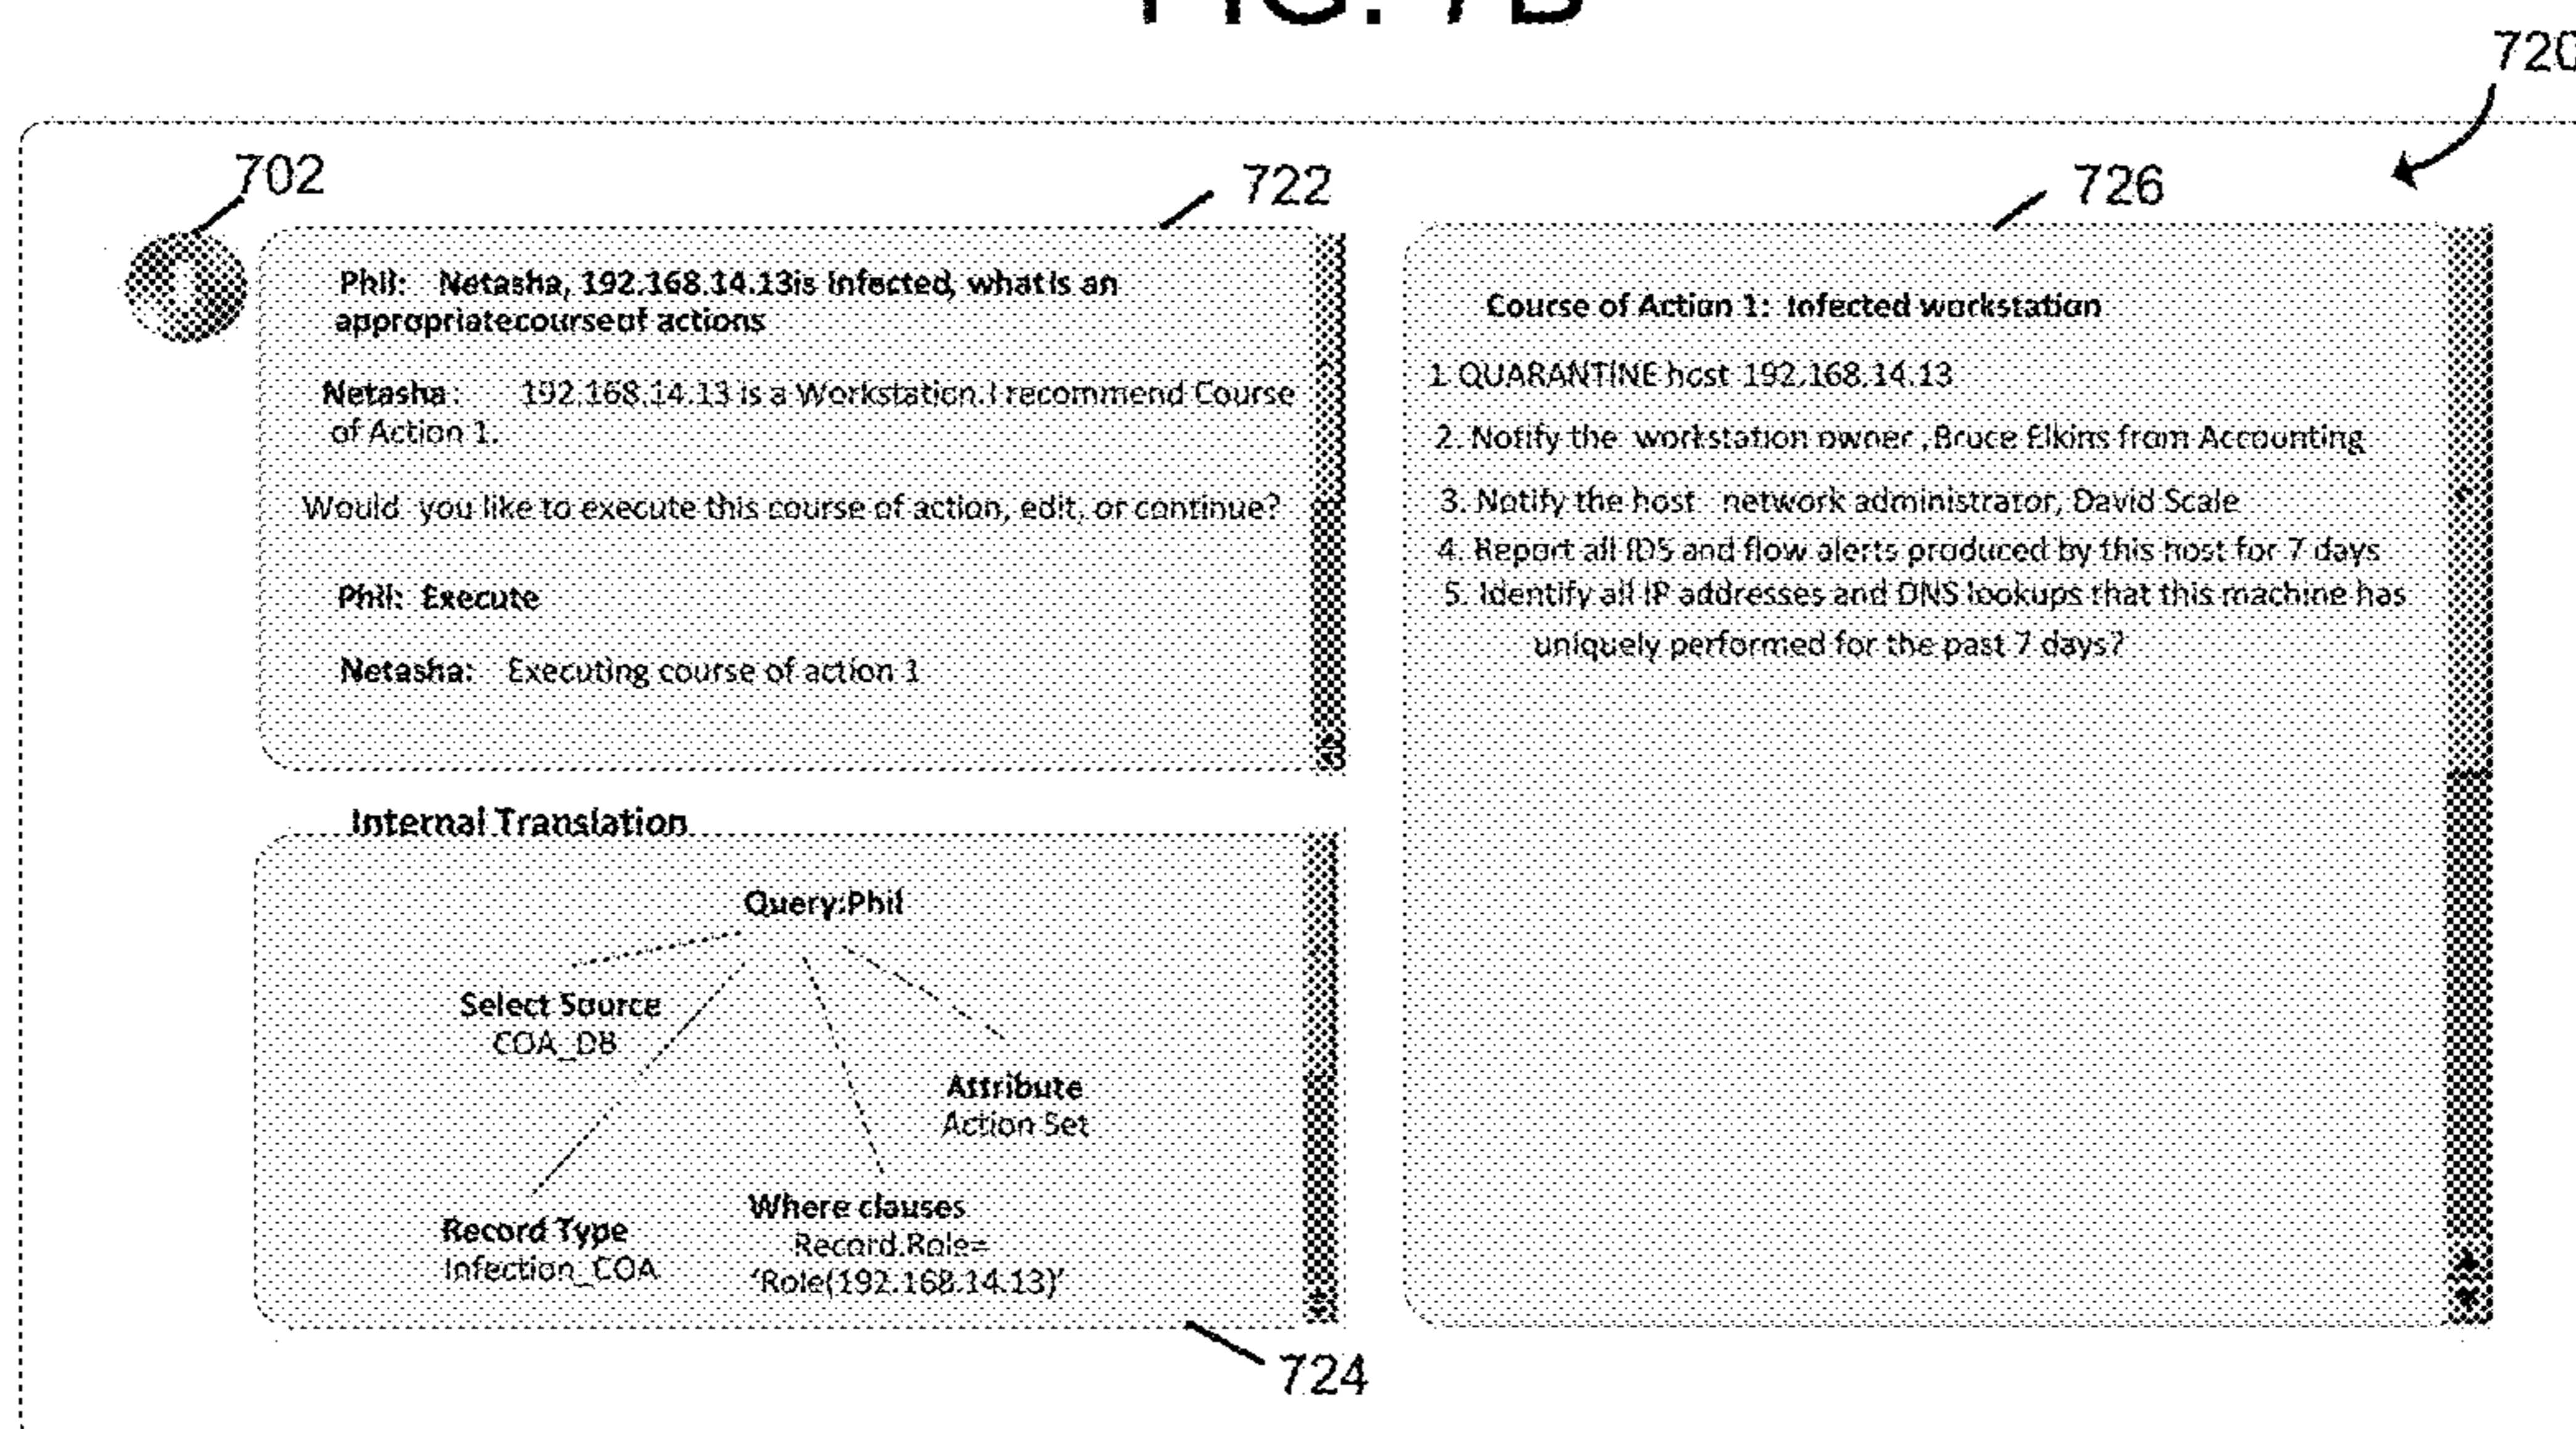 FIG. 7B
720
702
722
726
Phil: Netasha, 192.168.14.13is infected, whatis an
appropriatecourseof actions
Netasha: 192.168.14.13 is a Workstation.I recommend Course
of Action 1.
Would you like to execute this course of action, edit, or continue?
Phil: Execute
Netasha: Executing course of action 1
Course of Action 1: Infected workstation
1 QUARANTINE host 192.168.14.13
2. Notify the workstation owner ,Bruce Elkins from Accounting
3. Notify the host network administrator, David Scale
4. Report all IDS and flow alerts produced by this host for 7 days
5. Identify all IP addresses and DNS lookups that this machine has
uniquely performed for the past 7 days?
Internal Translation
Query:Phil
Select Source
COA_DB
Attribute
Action Set
Record Type
Infection_COA
Where clauses
Record.Role=
'Role(192.168.14.13)'
724